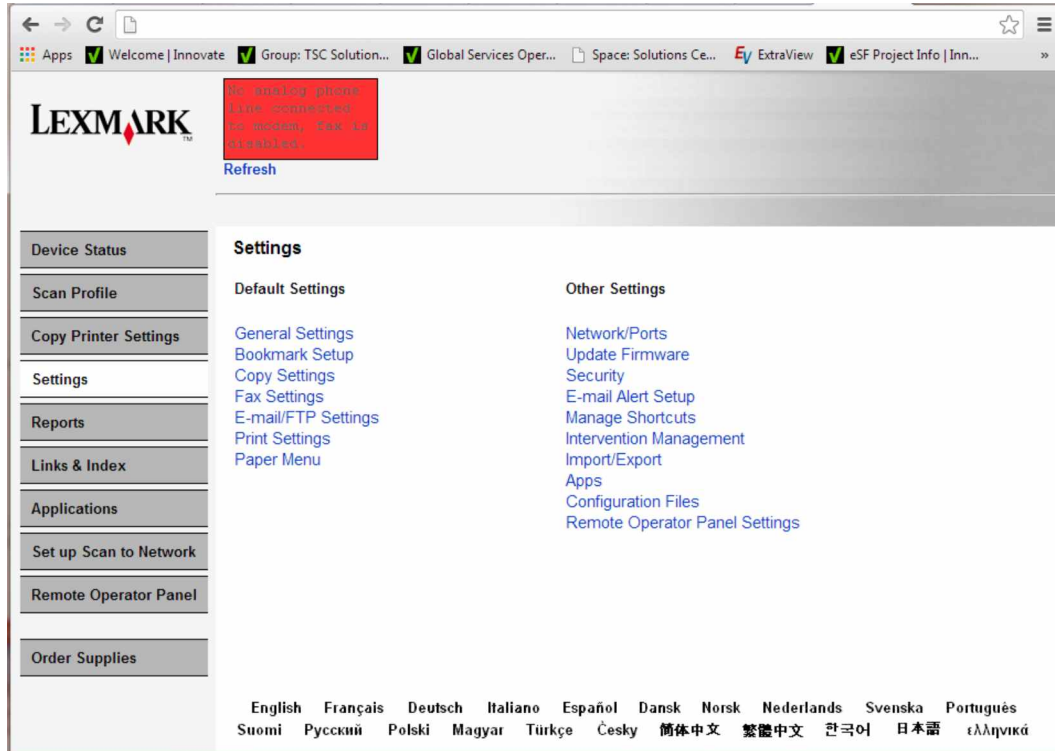 Apps Welcome | Innovate Group: TSC Solution... Global Services Oper... Space: Solutions Ce... ExtraView eSF Project Info | Inn... »
LEXMARK TM
No analog phone
line connected
to modem, fax is
disabled.
Refresh
Device Status
Scan Profile
Copy Printer Settings
Settings
Reports
Links & Index
Applications
Set up Scan to Network
Remote Operator Panel
Order Supplies
Settings
Default Settings
General Settings
Bookmark Setup
Copy Settings
Fax Settings
E-mail/FTP Settings
Print Settings
Paper Menu
Other Settings
Network/Ports
Update Firmware
Security
E-mail Alert Setup
Manage Shortcuts
Intervention Management
Import/Export
Apps
Configuration Files
Remote Operator Panel Settings
English Français Deutsch Italiano Español Dansk Norsk Nederlands Svenska Português
Suomi Русский Polski Magyar Türkçe Česky 简体中文 繁體中文 한국어 日本語 ελληνικά